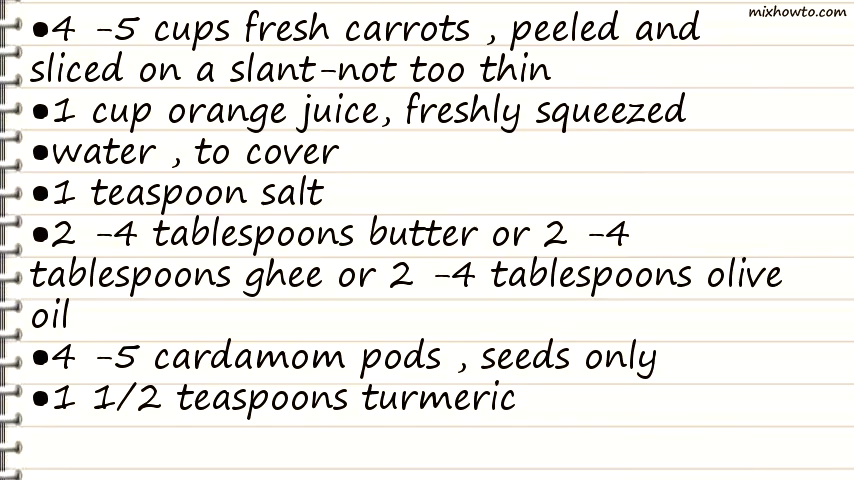 mixhowto.com
●4 -5 cups fresh carrots , peeled and
sliced on a slant-not too thin
●1 cup orange juice, freshly squeezed
●water , to cover
●1 teaspoon salt
●2 -4 tablespoons butter or 2 -4
tablespoons ghee or 2 -4 tablespoons olive
oil
●4 -5 cardamom pods , seeds only
●1 1/2 teaspoons turmeric